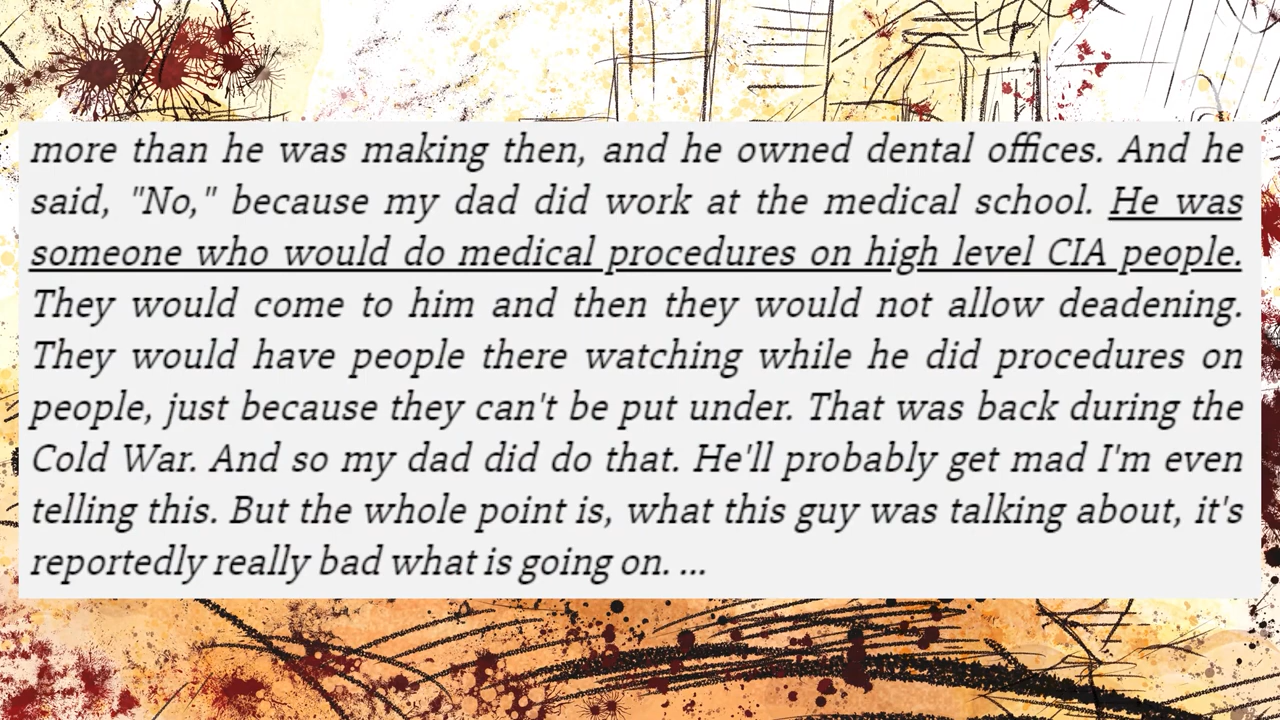 more than he was making then, and he owned dental offices. And he
said, "No," because my dad did work at the medical school. He was
someone who would do medical procedures on high level CIA people.
They would come to him and then they would not allow deadening.
They would have people there watching while he did procedures on
people, just because they can't be put under. That was back during the
Cold War. And so my dad did do that. He'll probably get mad I'm even
telling this. But the whole point is, what this guy was talking about, it's
reportedly really bad what is going on. ...